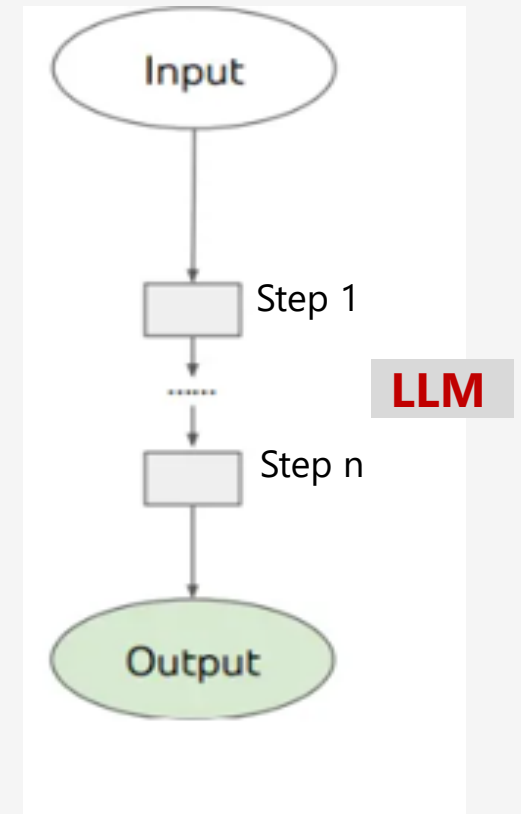 Input
Step 1
......
LLM
Step n
Output